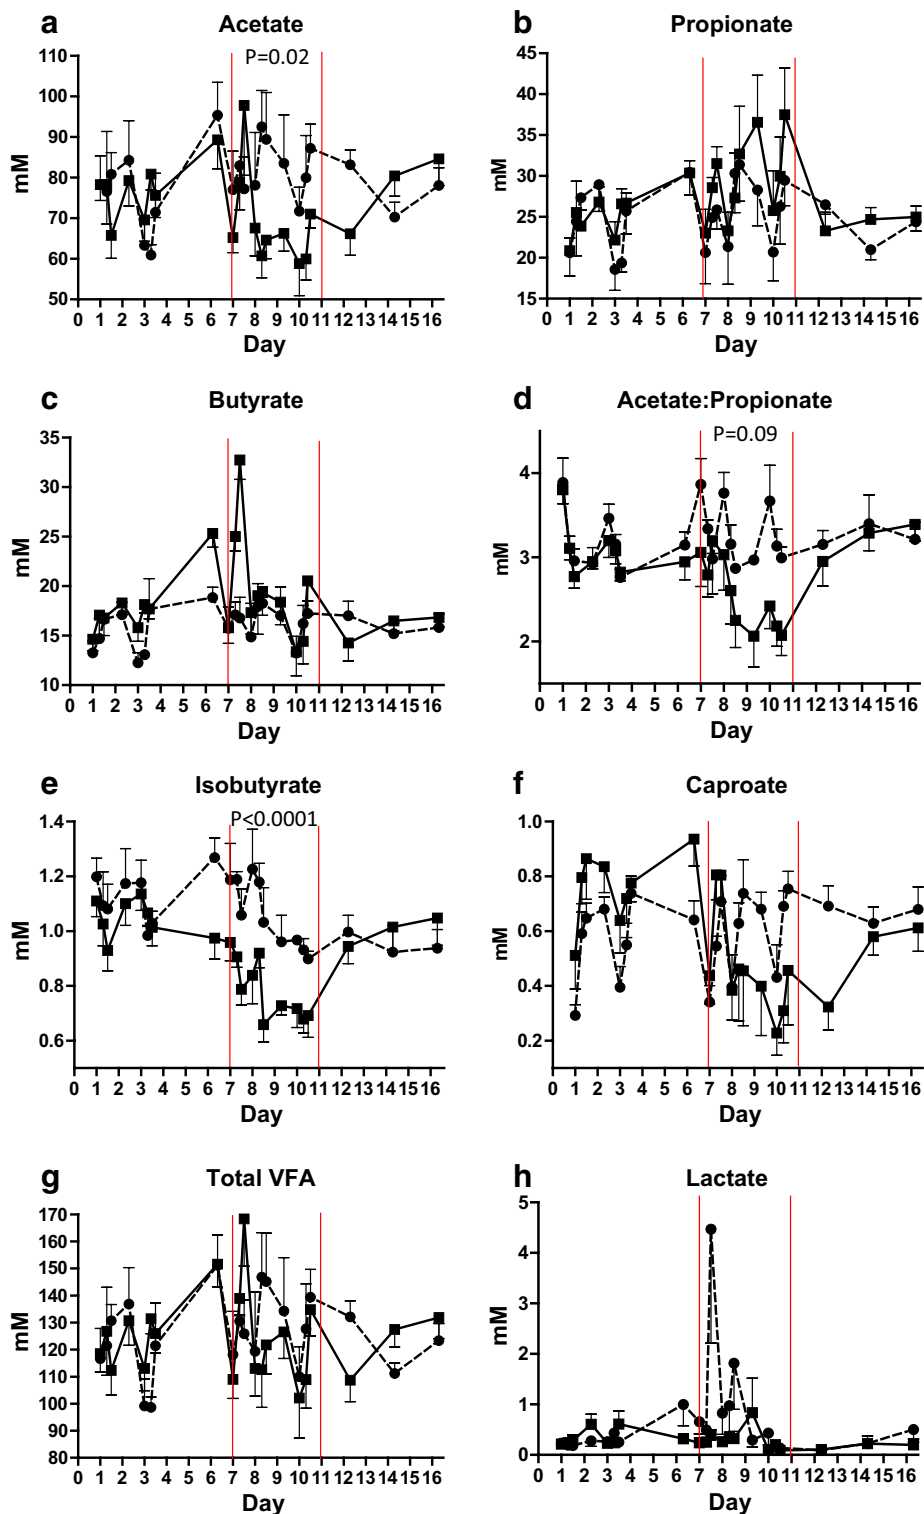 a Acetate
P=0.02
110
100
90
80
70
60
50
mM
0 1 2 3 4 5 6 7 8 9 10 11 12 13 14 15 16
Day
b Propionate
45
40
35
30
25
20
15
mM
0 1 2 3 4 5 6 7 8 9 10 11 12 13 14 15 16
Day
c Butyrate
35
30
25
20
15
10
mM
0 1 2 3 4 5 6 7 8 9 10 11 12 13 14 15 16
Day
d Acetate:Propionate
P=0.09
4
3
2
mM
0 1 2 3 4 5 6 7 8 9 10 11 12 13 14 15 16
Day
e Isobutyrate
P<0.0001
1.4
1.2
1.0
0.8
0.6
mM
0 1 2 3 4 5 6 7 8 9 10 11 12 13 14 15 16
Day
f Caproate
1.0
0.8
0.6
0.4
0.2
mM
0 1 2 3 4 5 6 7 8 9 10 11 12 13 14 15 16
Day
g Total VFA
170
160
150
140
130
120
110
100
90
80
mM
0 1 2 3 4 5 6 7 8 9 10 11 12 13 14 15 16
Day
h Lactate
5
4
3
2
1
0
mM
0 1 2 3 4 5 6 7 8 9 10 11 12 13 14 15 16
Day